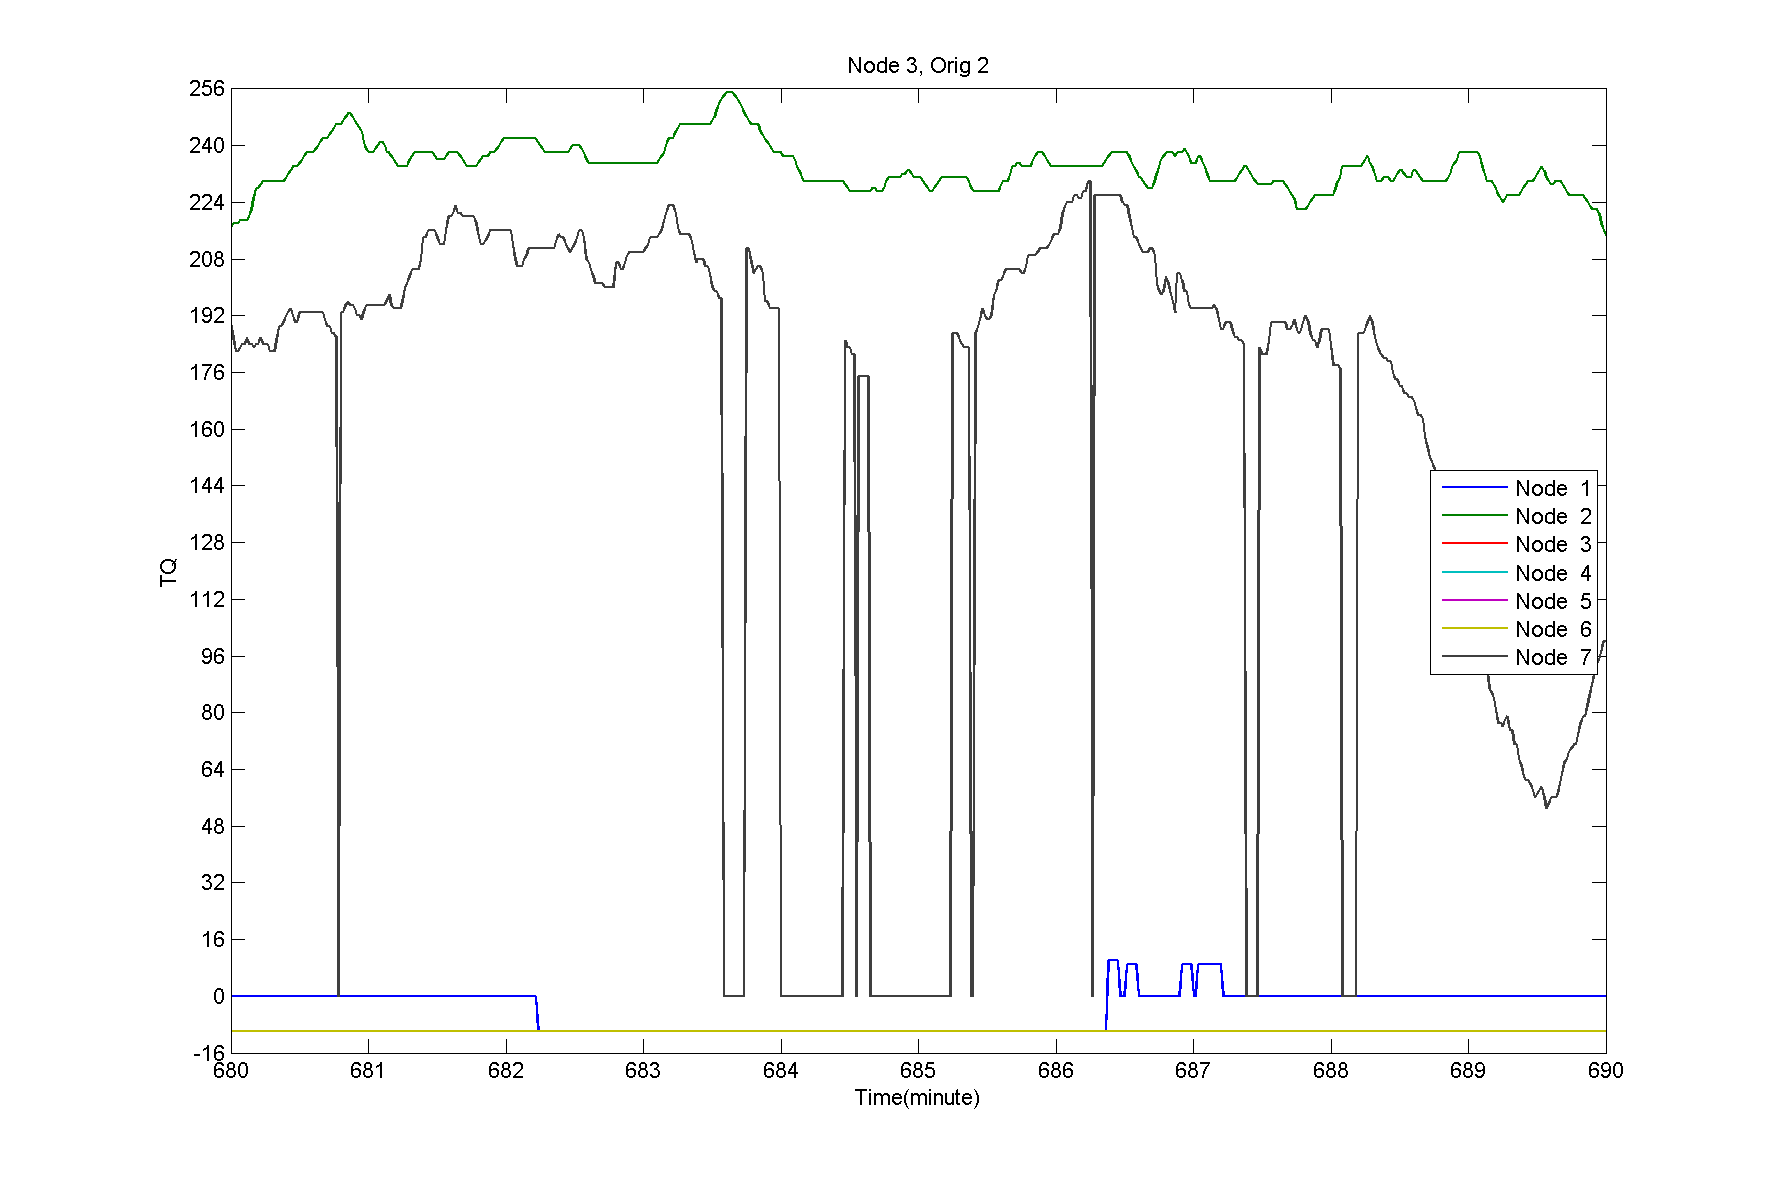 Node 3, Orig 2
256
240
224
208
192
176
160
144
128
112
96
80
64
48
32
16
0
-16
TQ
Node 1
Node 2
Node 3
Node 4
Node 5
Node 6
Node 7
680 681 682 683 684 685 686 687 688 689 690
Time(minute)